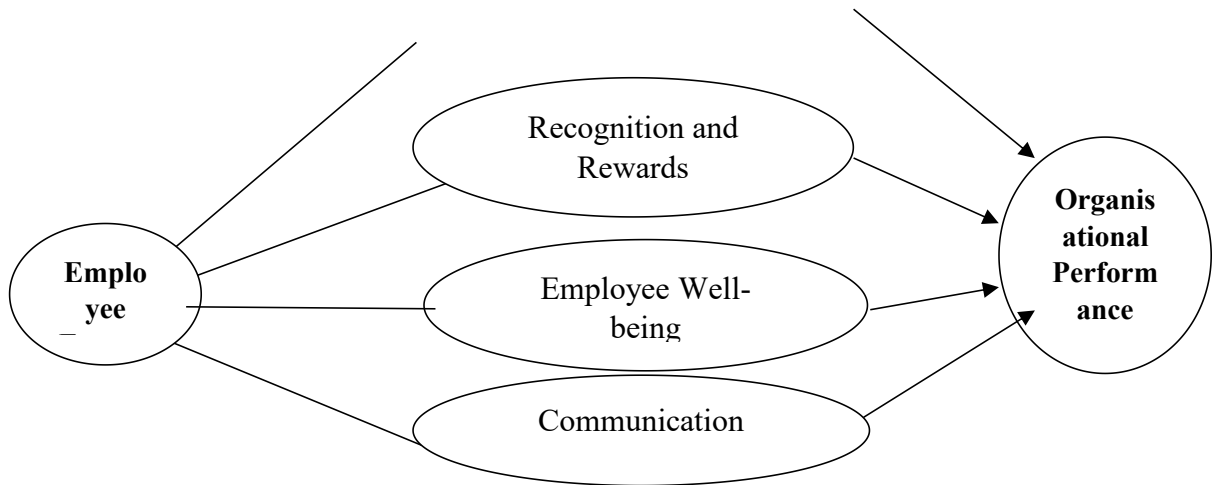 Recognition and
Rewards
Emplo
yee
Employee Well-
being
Communication
Organis
ational
Perform
ance